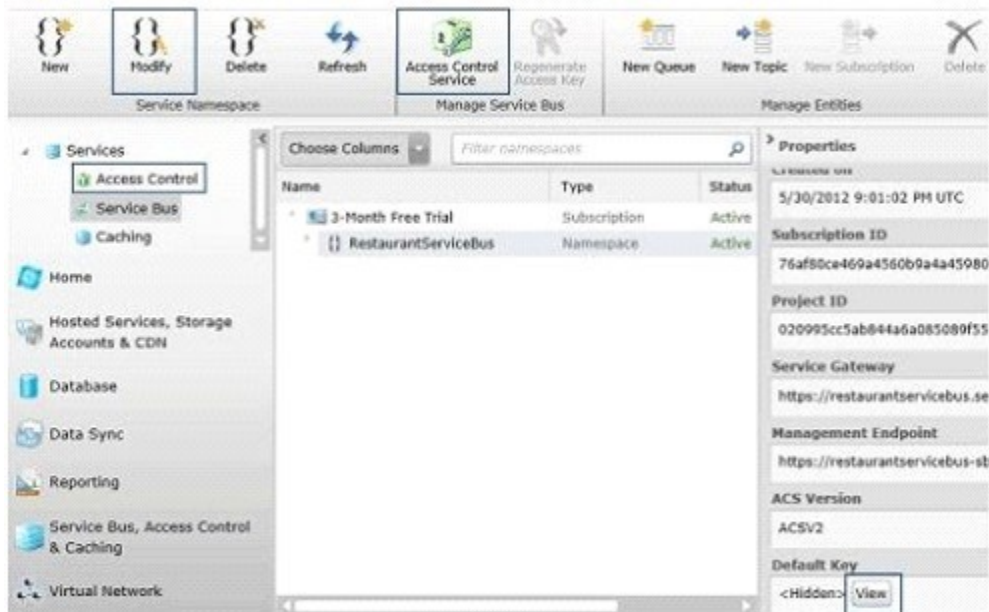 New
Modify
Delete
Refresh
Access Control Service
Regenerate Access Key
New Queue
New Topic
New Subscription
Delete
Service Namespace
Manage Service Bus
Manage Entities
Services
Access Control
Service Bus
Caching
Home
Hosted Services, Storage
Accounts & CDN
Database
Data Sync
Reporting
Service Bus, Access Control
& Caching
Virtual Network
Choose Columns
Filter namespaces
Name Type Status
3-Month Free Trial Subscription Active
{} RestaurantServiceBus Namespace Active
Properties
Created on
5/30/2012 9:01:02 PM UTC
Subscription ID
76af80ce469a4560b9a4a45980
Project ID
020995cc5ab844a6a085089f55
Service Gateway
https://restaurantservicebus.se
Management Endpoint
https://restaurantservicebus-sb
ACS Version
ACSV2
Default Key
<Hidden> View